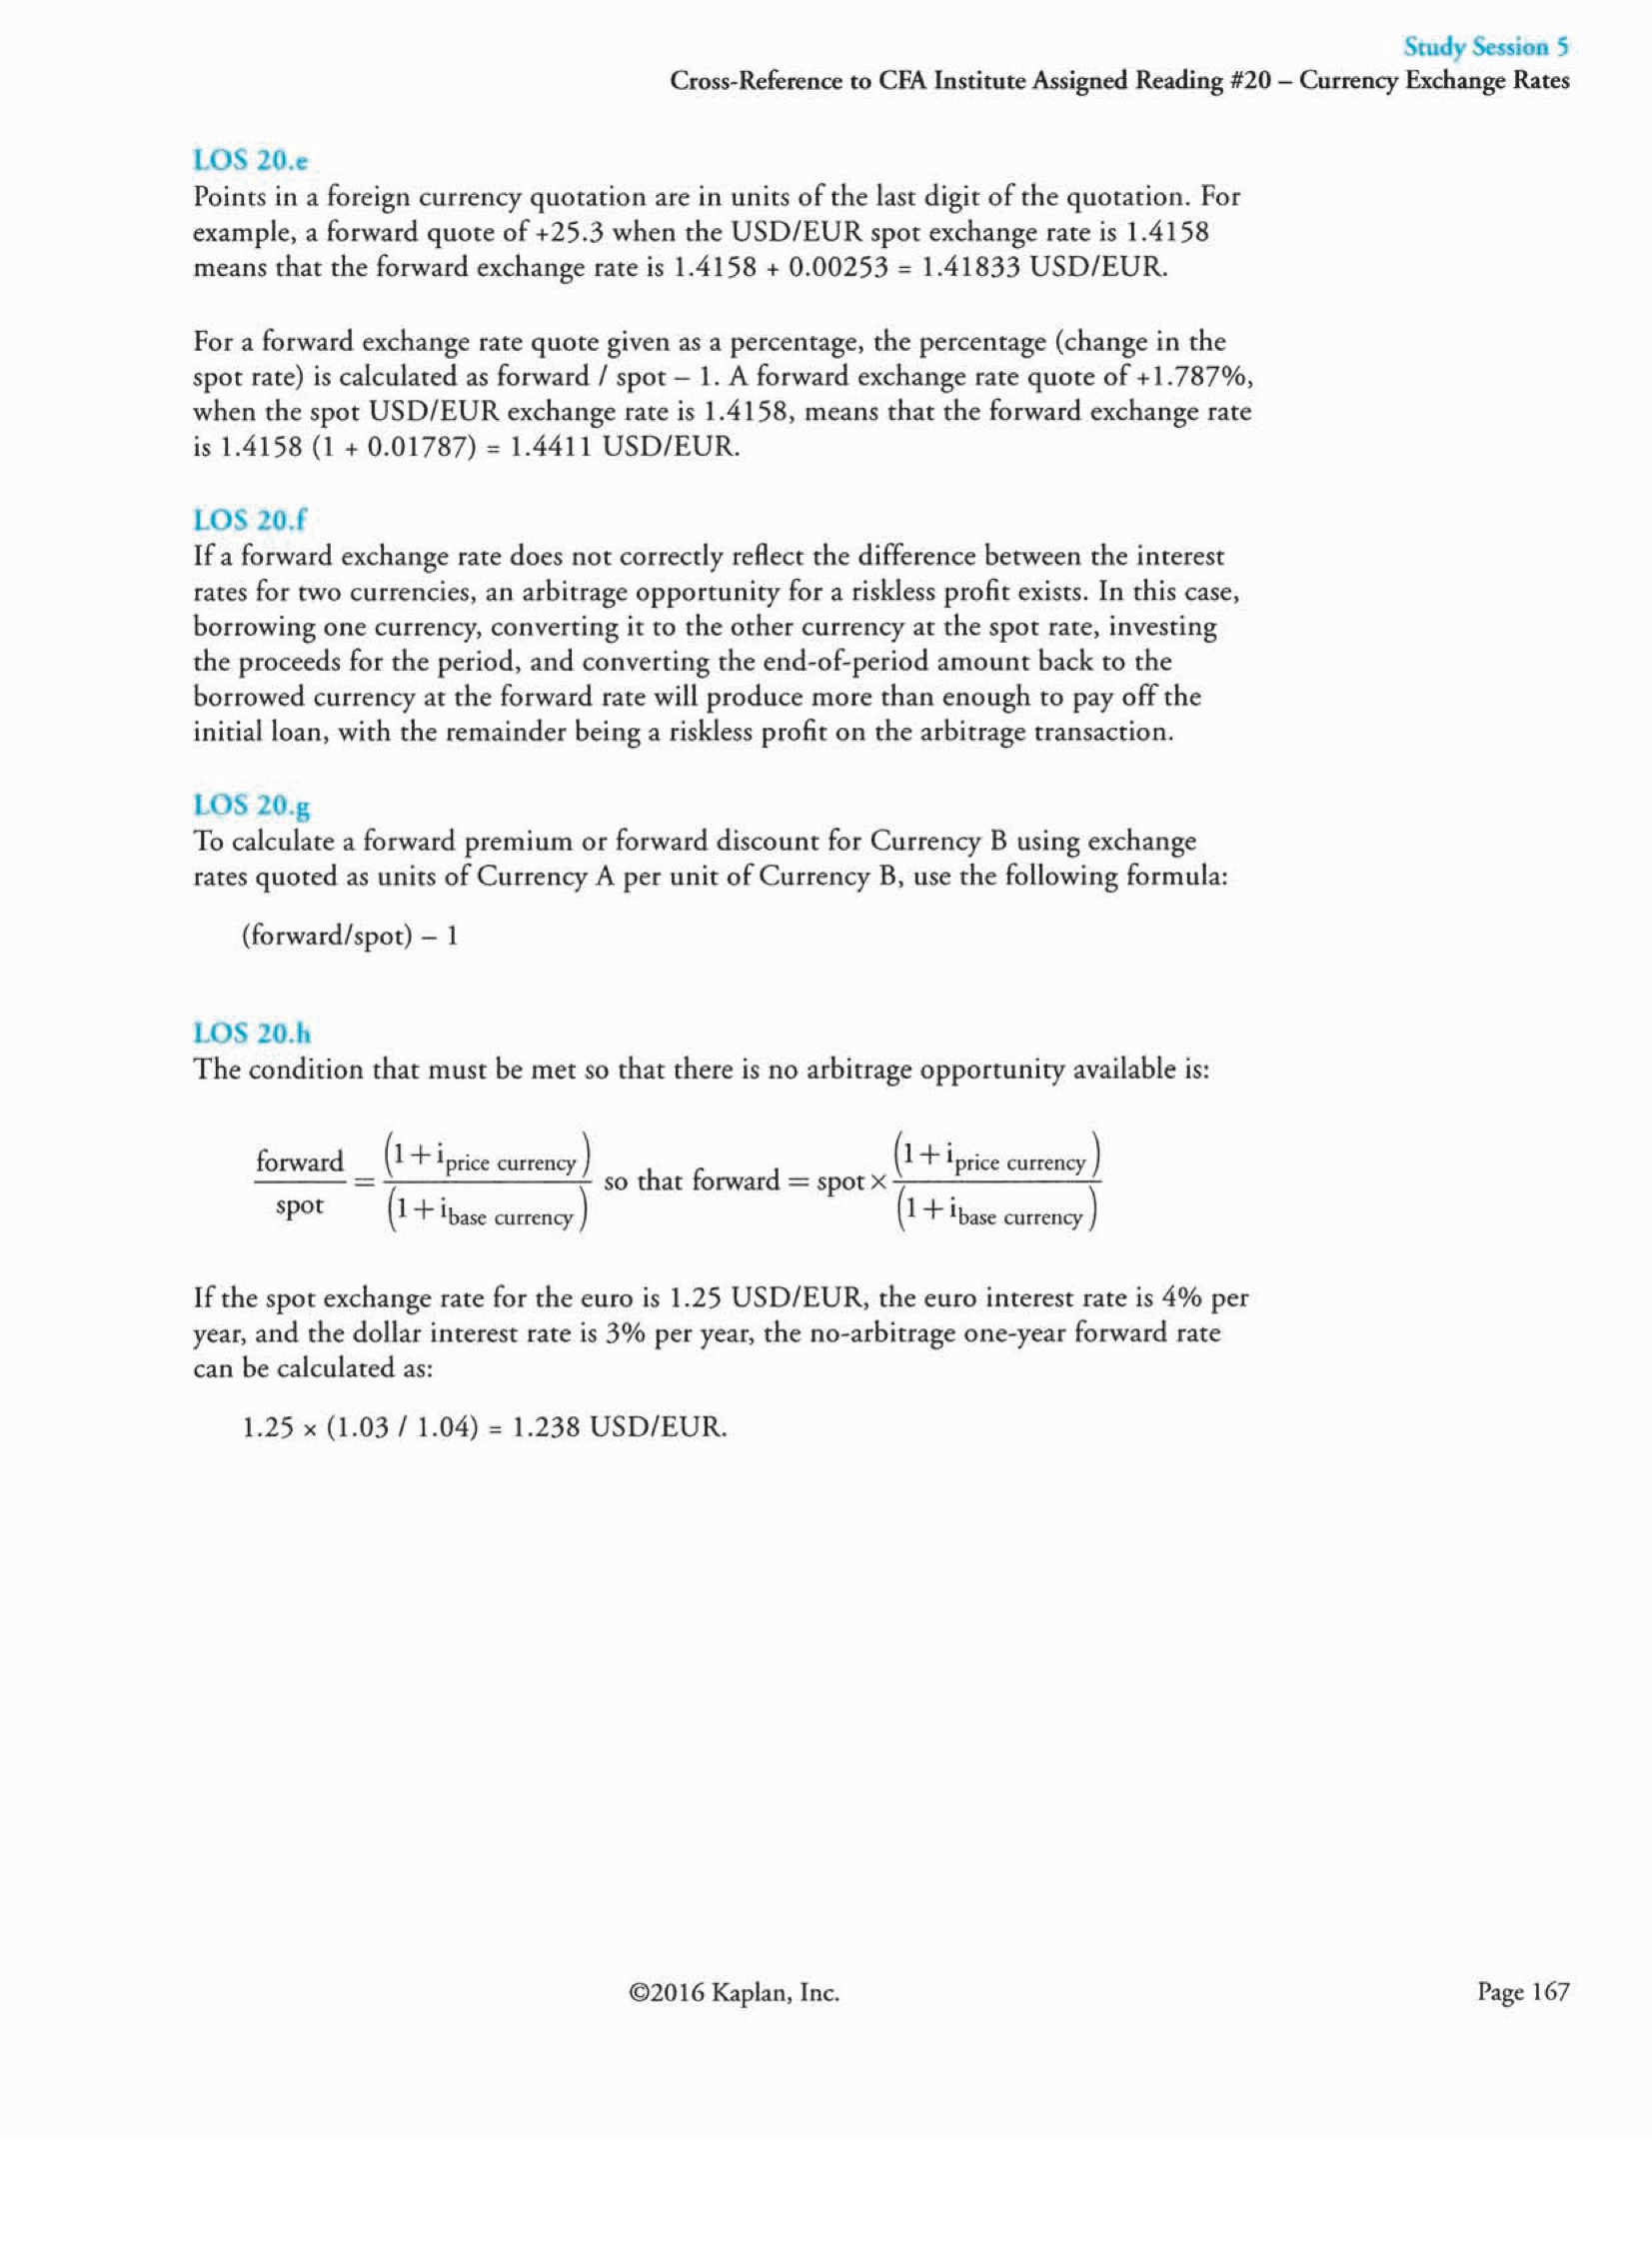 Study Session 5
Cross-Reference to CFA Institute Assigned Reading #20 – Currency Exchange Rates
LOS 20.e
Points in a foreign currency quotation are in units of the last digit of the quotation. For
example, a forward quote of +25.3 when the USD/EUR spot exchange rate is 1.4158
means that the forward exchange rate is 1.4158 + 0.00253 = 1.41833 USD/EUR.
For a forward exchange rate quote given as a percentage, the percentage (change in the
spot rate) is calculated as forward / spot – 1. A forward exchange rate quote of +1.787%,
when the spot USD/EUR exchange rate is 1.4158, means that the forward exchange rate
is 1.4158 (1 + 0.01787) = 1.4411 USD/EUR.
LOS 20.f
If a forward exchange rate does not correctly reflect the difference between the interest
rates for two currencies, an arbitrage opportunity for a riskless profit exists. In this case,
borrowing one currency, converting it to the other currency at the spot rate, investing
the proceeds for the period, and converting the end-of-period amount back to the
borrowed currency at the forward rate will produce more than enough to pay off the
initial loan, with the remainder being a riskless profit on the arbitrage transaction.
LOS 20.g
To calculate a forward premium or forward discount for Currency B using exchange
rates quoted as units of Currency A per unit of Currency B, use the following formula:
(forward/spot) – 1
LOS 20.h
The condition that must be met so that there is no arbitrage opportunity available is:
forward / spot = (1 + i price currency) / (1 + i base currency) so that forward = spot × (1 + i price currency) / (1 + i base currency)
If the spot exchange rate for the euro is 1.25 USD/EUR, the euro interest rate is 4% per
year, and the dollar interest rate is 3% per year, the no-arbitrage one-year forward rate
can be calculated as:
1.25 × (1.03 / 1.04) = 1.238 USD/EUR.
©2016 Kaplan, Inc.
Page 167